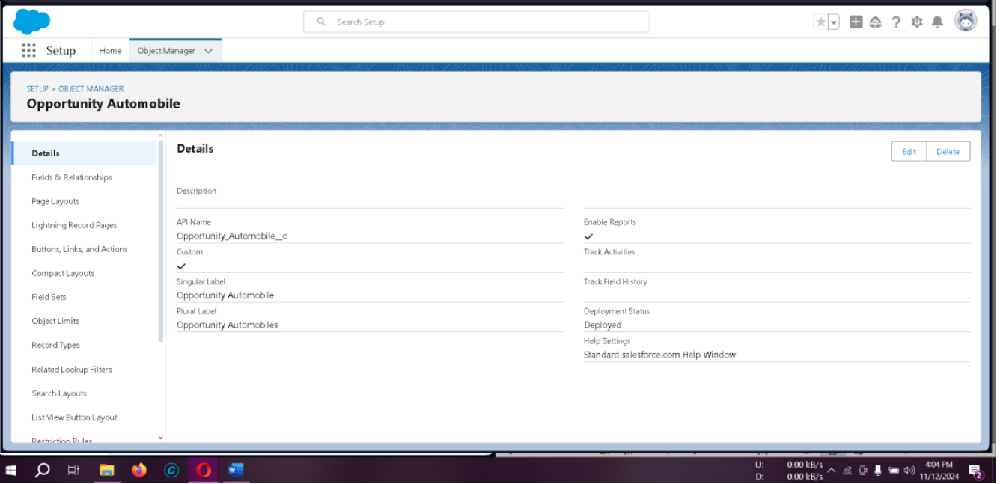 Search Setup
Setup
Home
Object Manager
SETUP > OBJECT MANAGER
Opportunity Automobile
Details
Fields & Relationships
Page Layouts
Lightning Record Pages
Buttons, Links, and Actions
Compact Layouts
Field Sets
Object Limits
Record Types
Related Lookup Filters
Search Layouts
List View Button Layout
Restriction Rules
Details
Edit
Delete
Description
API Name
Opportunity_Automobile__c
Custom
Singular Label
Opportunity Automobile
Plural Label
Opportunity Automobiles
Enable Reports
Track Activities
Track Field History
Deployment Status
Deployed
Help Settings
Standard salesforce.com Help Window
U: 0.00 kB/s
D: 0.00 kB/s
4:04 PM
11/12/2024
2